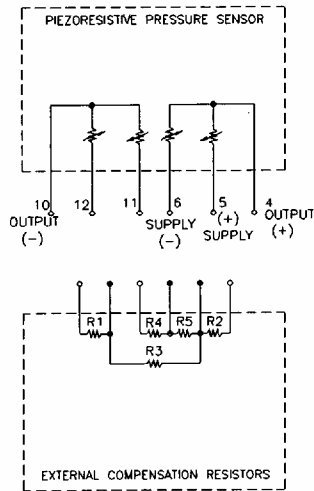 PIEZORESISTIVE PRESSURE SENSOR
10 12 11 6 5 4
OUTPUT (-)
SUPPLY (-)
(+) SUPPLY
OUTPUT (+)
R1 R4 R5 R2
R3
EXTERNAL COMPENSATION RESISTORS